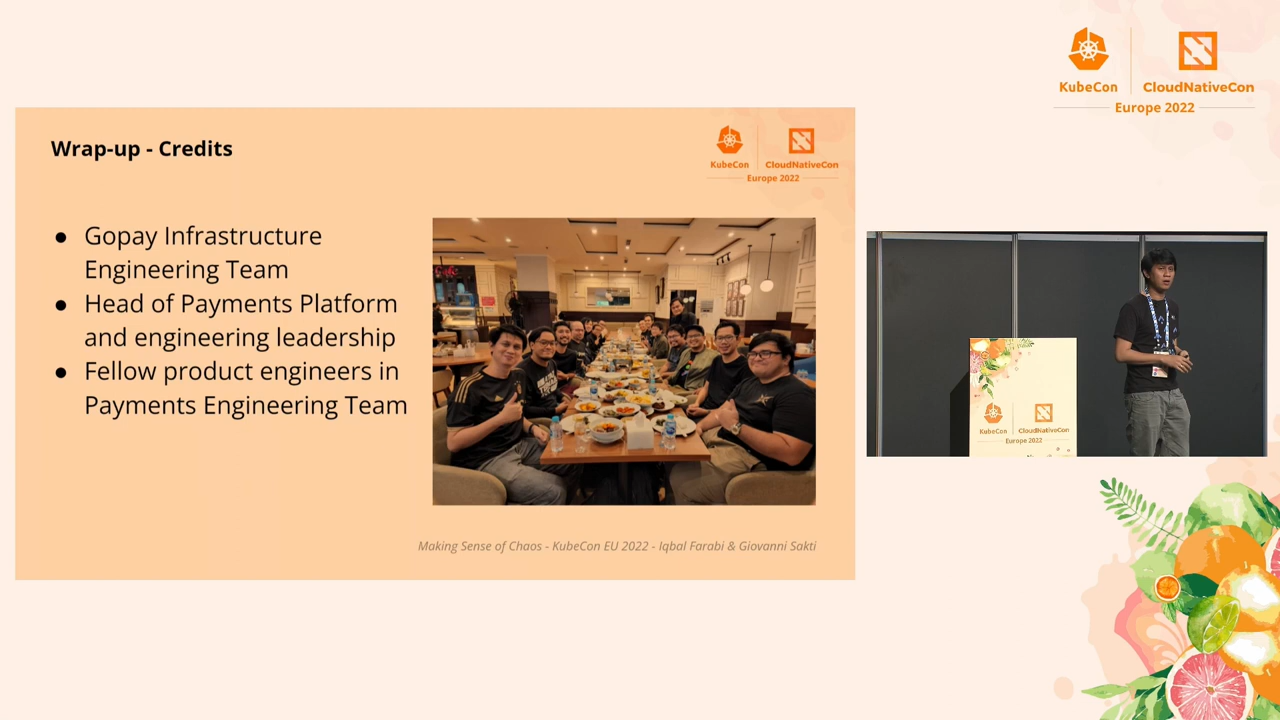 KubeCon
CloudNativeCon
Europe 2022
Wrap-up - Credits
KubeCon
CloudNativeCon
Europe 2022
● Gopay Infrastructure
Engineering Team
● Head of Payments Platform
and engineering leadership
● Fellow product engineers in
Payments Engineering Team
Making Sense of Chaos - KubeCon EU 2022 - Iqbal Farabi & Giovanni Sakti
KubeCon
CloudNativeCon
Europe 2022